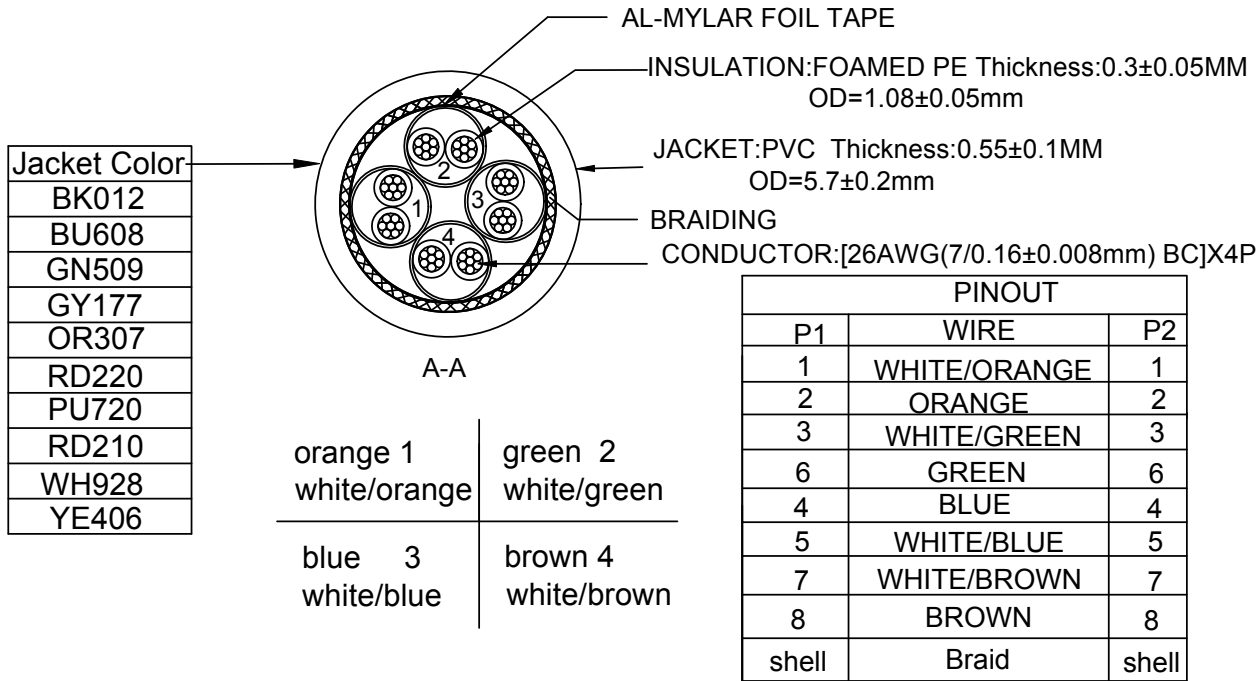 AL-MYLAR FOIL TAPE
INSULATION:FOAMED PE Thickness:0.3±0.05MM
OD=1.08±0.05mm
JACKET:PVC Thickness:0.55±0.1MM
OD=5.7±0.2mm
BRAIDING
CONDUCTOR:[26AWG(7/0.16±0.008mm) BC]X4P
Jacket Color
BK012
BU608
GN509
GY177
OR307
RD220
PU720
RD210
WH928
YE406
2
1
3
4
A-A
orange 1
white/orange
green 2
white/green
blue 3
white/blue
brown 4
white/brown
PINOUT
P1 WIRE P2
1 WHITE/ORANGE 1
2 ORANGE 2
3 WHITE/GREEN 3
6 GREEN 6
4 BLUE 4
5 WHITE/BLUE 5
7 WHITE/BROWN 7
8 BROWN 8
shell Braid shell